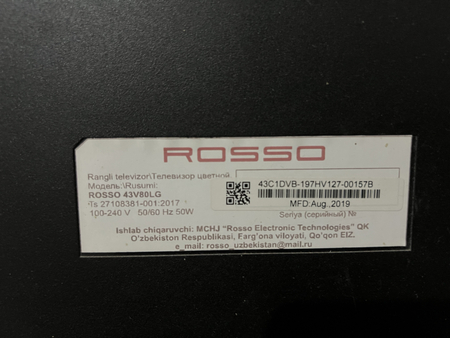 ROSSO
Rangli televizor\Телевизор цветной
Модель:\Rusumi:
ROSSO 43V80LG
Ts 27108381-001:2017
100-240 V 50/60 Hz 50W
43C1DVB-197HV127-00157B
MFD:Aug.,2019
Seriya (серийный) №
Ishlab chiqaruvchi: MCHJ "Rosso Electronic Technologies" QK
O'zbekiston Respublikasi, Farg'ona viloyati, Qo'qon EIZ.
e_mail: rosso_uzbekistan@mail.ru